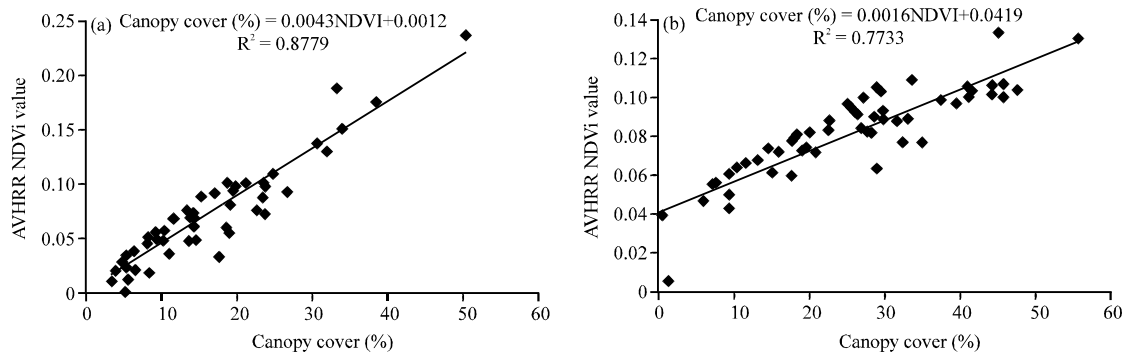 (a) Canopy cover (%) = 0.0043NDVI+0.0012
R² = 0.8779
AVHRR NDVi value
0.25
0.20
0.15
0.10
0.05
0
0 10 20 30 40 50 60
Canopy cover (%)
(b) Canopy cover (%) = 0.0016NDVI+0.0419
R² = 0.7733
AVHRR NDVi value
0.14
0.12
0.10
0.08
0.06
0.04
0.02
0
0 10 20 30 40 50 60
Canopy cover (%)